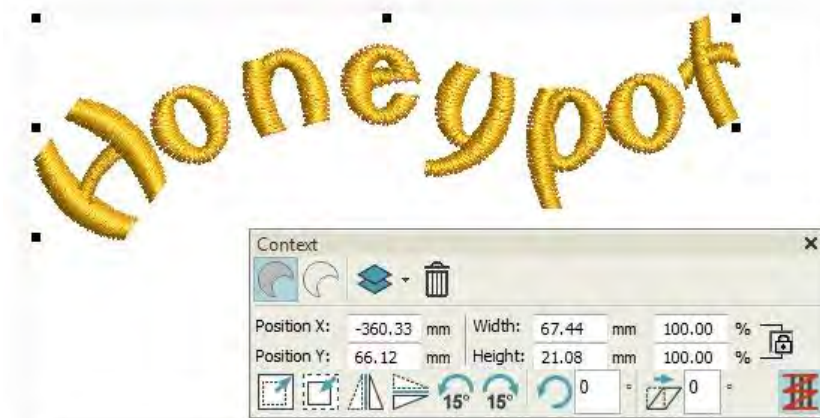 Honeypot
Context
Position X: -360.33 mm Width: 67.44 mm 100.00 %
Position Y: 66.12 mm Height: 21.08 mm 100.00 %
15° 15° 0 ° 0 °